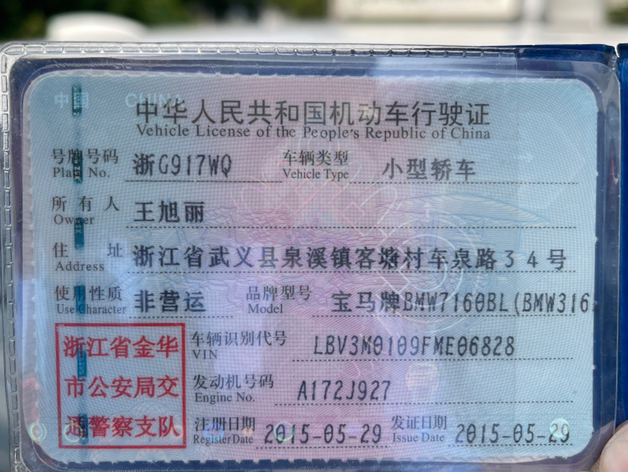 中国 CHINA
中华人民共和国机动车行驶证
Vehicle License of the People's Republic of China
号牌号码 浙G917WQ 车辆类型 小型轿车
Plate No. Vehicle Type
所有人 王旭丽
Owner
住址 浙江省武义县泉溪镇客塘村车泉路34号
Address
使用性质 非营运 品牌型号 宝马牌BMW7160BL(BMW316
Use Character Model
浙江省金华
市公安局交
通警察支队
车辆识别代号 LBV3M0109FME06828
VIN
发动机号码 A172J927
Engine No.
注册日期 2015-05-29 发证日期 2015-05-29
Register Date Issue Date